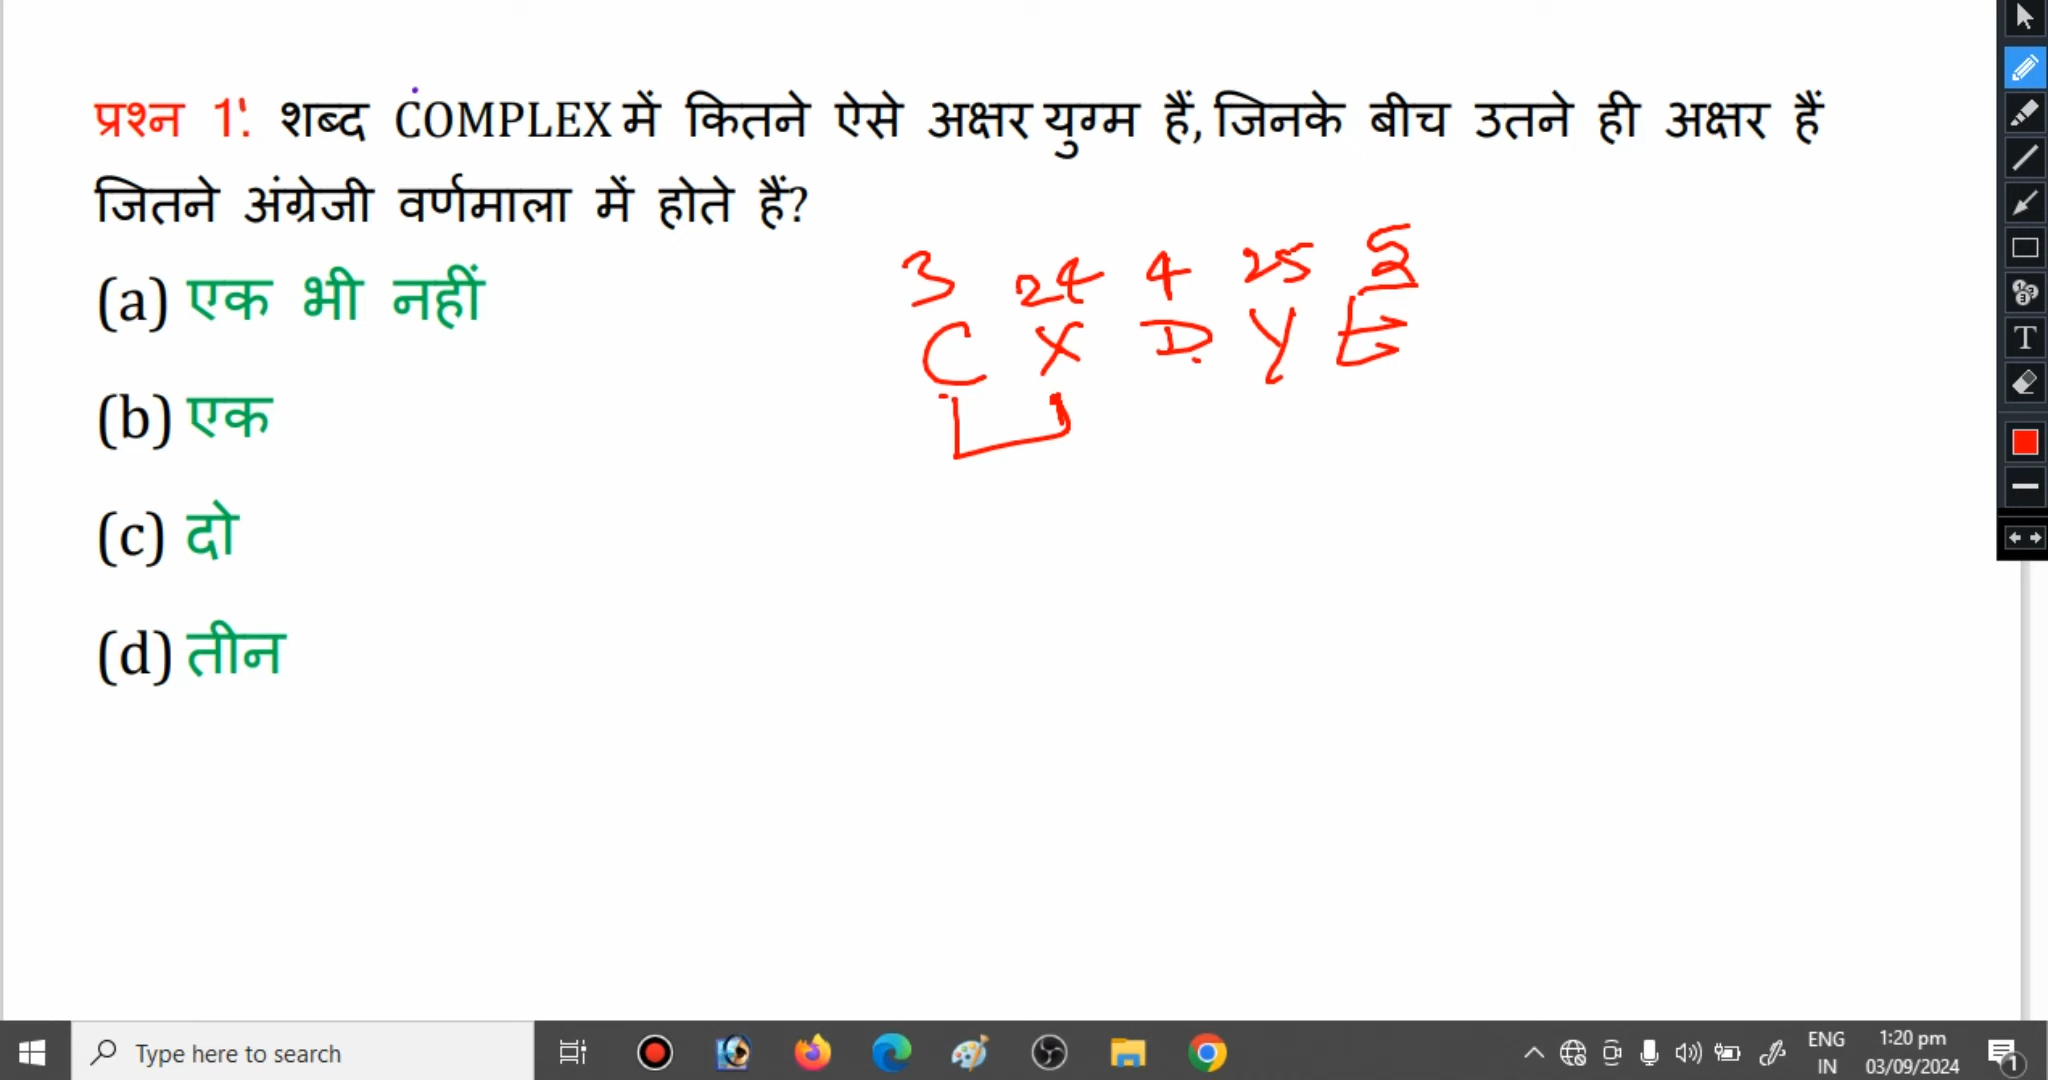 प्रश्न 1: शब्द COMPLEX में कितने ऐसे अक्षर युग्म हैं, जिनके बीच उतने ही अक्षर हैं
जितने अंग्रेजी वर्णमाला में होते हैं?
(a) एक भी नहीं
(b) एक
(c) दो
(d) तीन
3 24 4 25 5
C X D Y E
T
Type here to search
ENG
IN
1:20 pm
03/09/2024
1